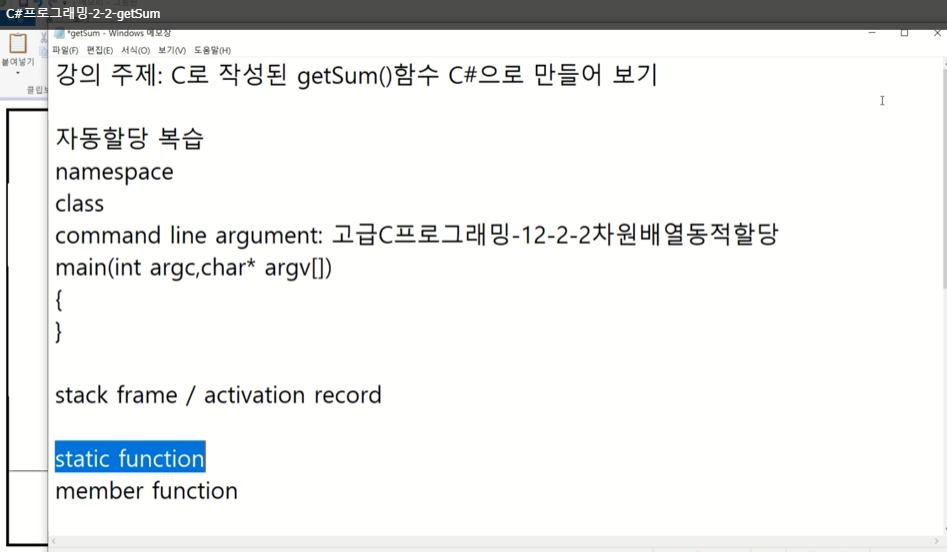 C#프로그래밍-2-2-getSum
*getSum - Windows 메모장
파일(F) 편집(E) 서식(O) 보기(V) 도움말(H)
붙여넣기
강의 주제: C로 작성된 getSum()함수 C#으로 만들어 보기
자동할당 복습
namespace
class
command line argument: 고급C프로그래밍-12-2-2차원배열동적할당
main(int argc,char* argv[])
{
}
stack frame / activation record
static function
member function